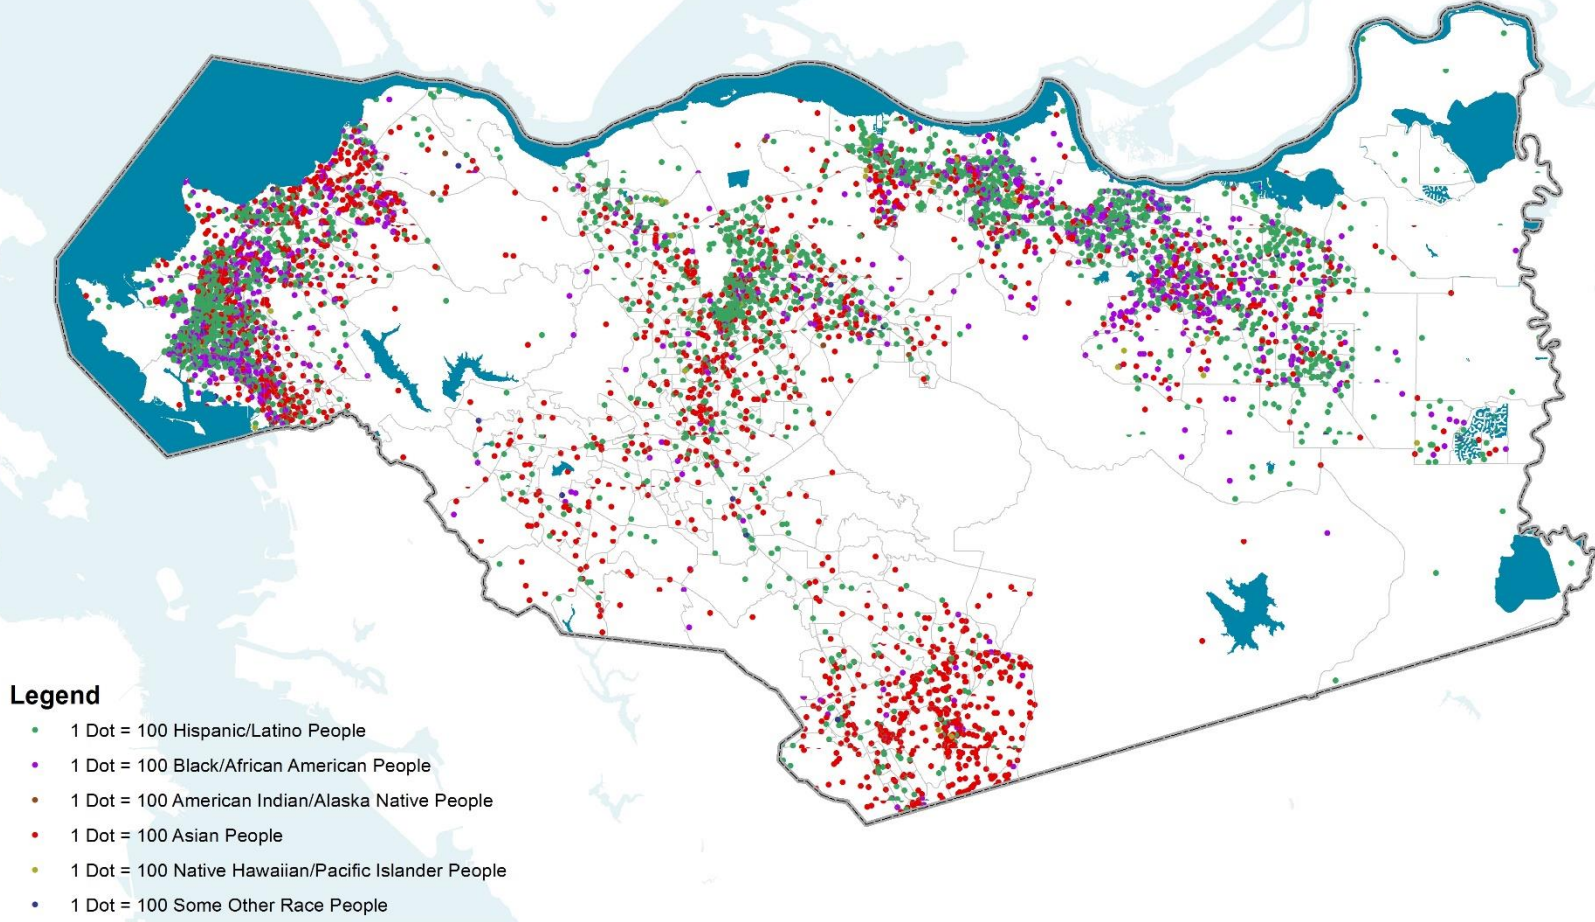 Legend
1 Dot = 100 Hispanic/Latino People
1 Dot = 100 Black/African American People
1 Dot = 100 American Indian/Alaska Native People
1 Dot = 100 Asian People
1 Dot = 100 Native Hawaiian/Pacific Islander People
1 Dot = 100 Some Other Race People